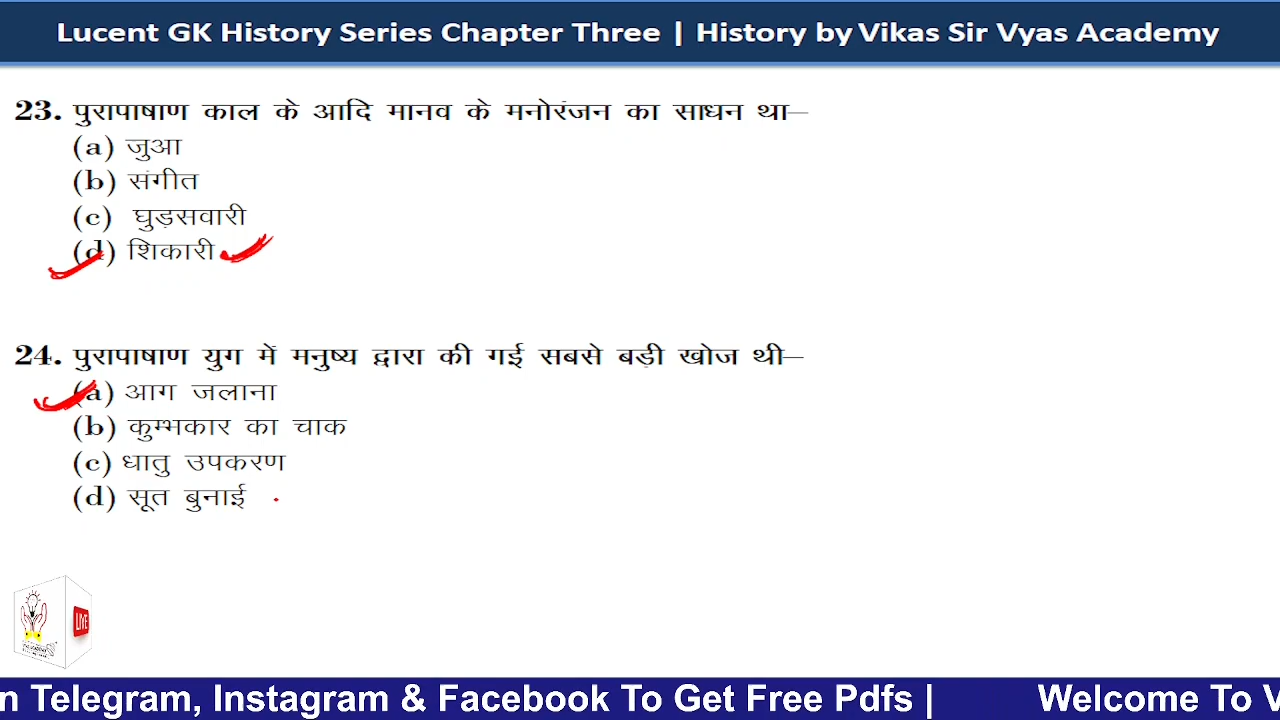 Lucent GK History Series Chapter Three | History by Vikas Sir Vyas Academy
23. पुरापाषाण काल के आदि मानव के मनोरंजन का साधन था—
(a) जुआ
(b) संगीत
(c) घुड़सवारी
(d) शिकारी
24. पुरापाषाण युग में मनुष्य द्वारा की गई सबसे बड़ी खोज थी—
(a) आग जलाना
(b) कुम्भकार का चाक
(c) धातु उपकरण
(d) सूत बुनाई
LIVE
n Telegram, Instagram & Facebook To Get Free Pdfs | Welcome To V